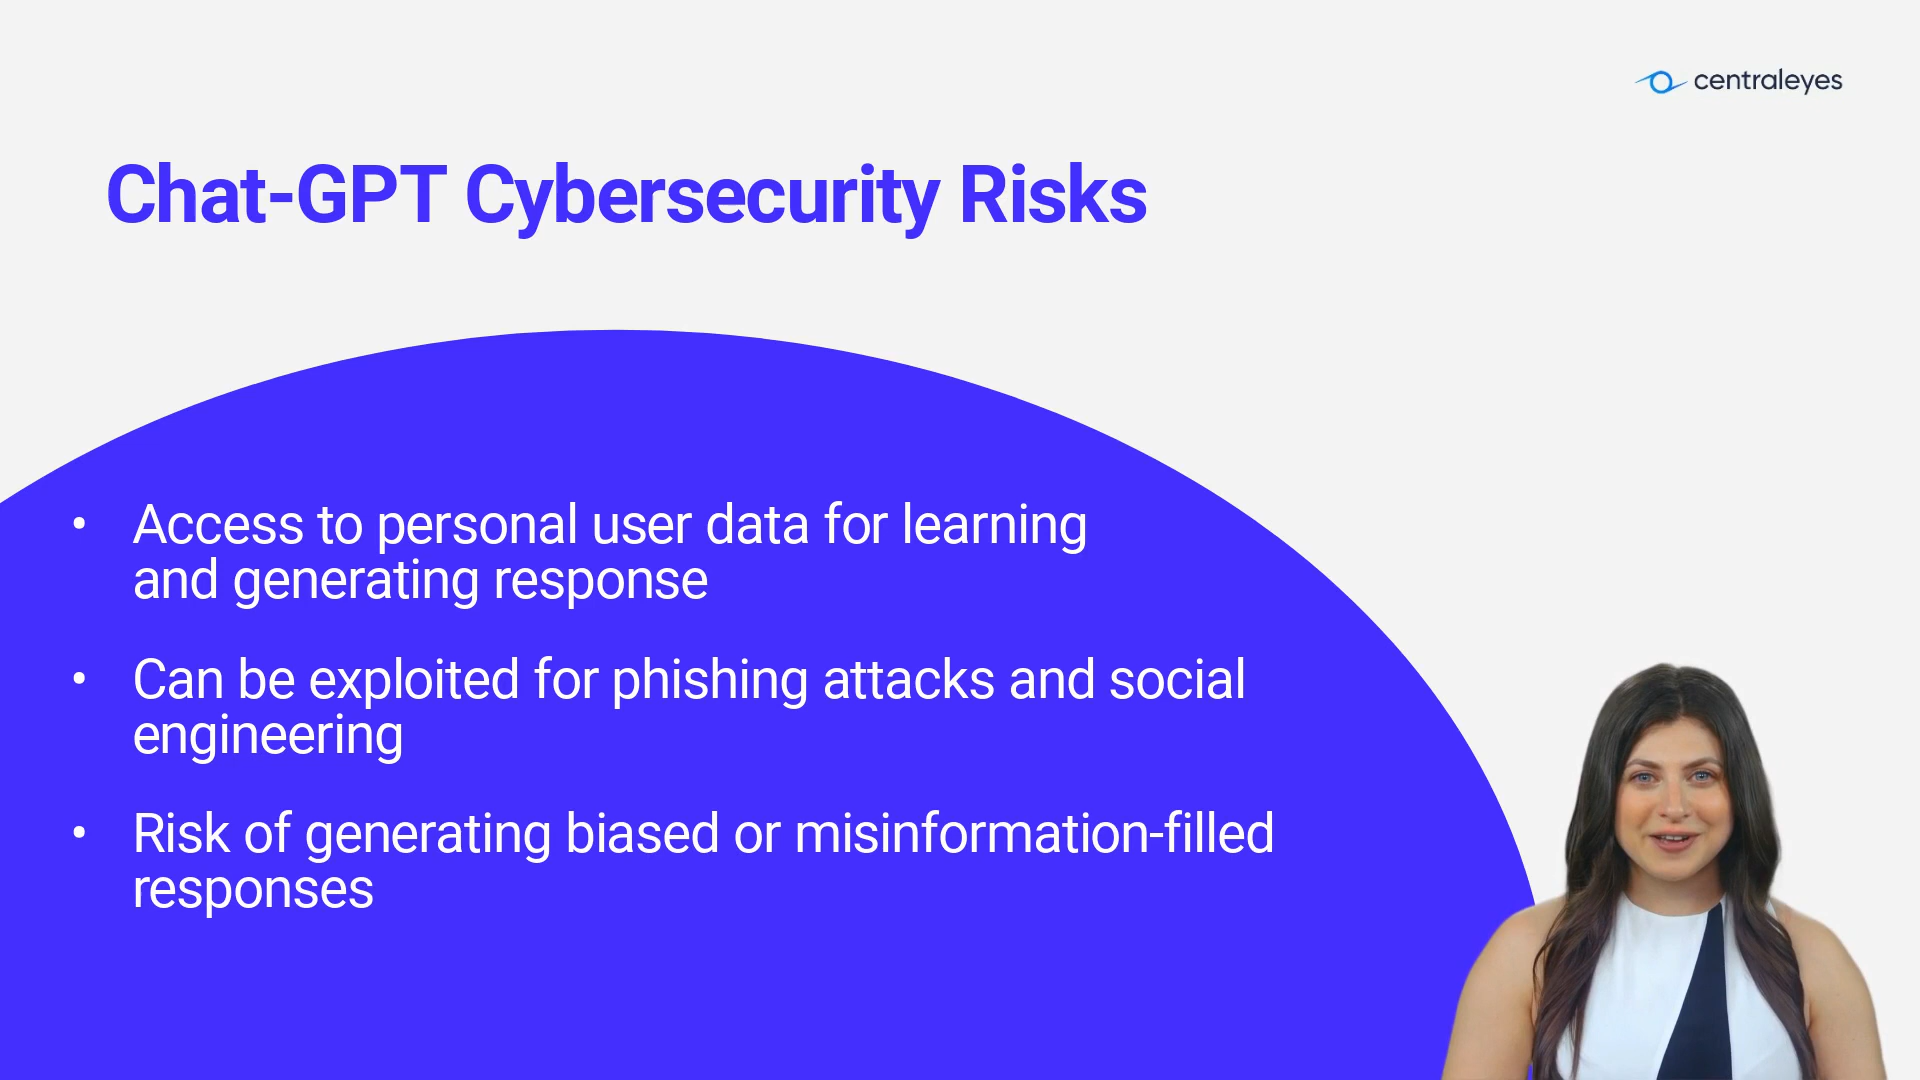 centraleyes
Chat-GPT Cybersecurity Risks
• Access to personal user data for learning
and generating response
• Can be exploited for phishing attacks and social
engineering
• Risk of generating biased or misinformation-filled
responses